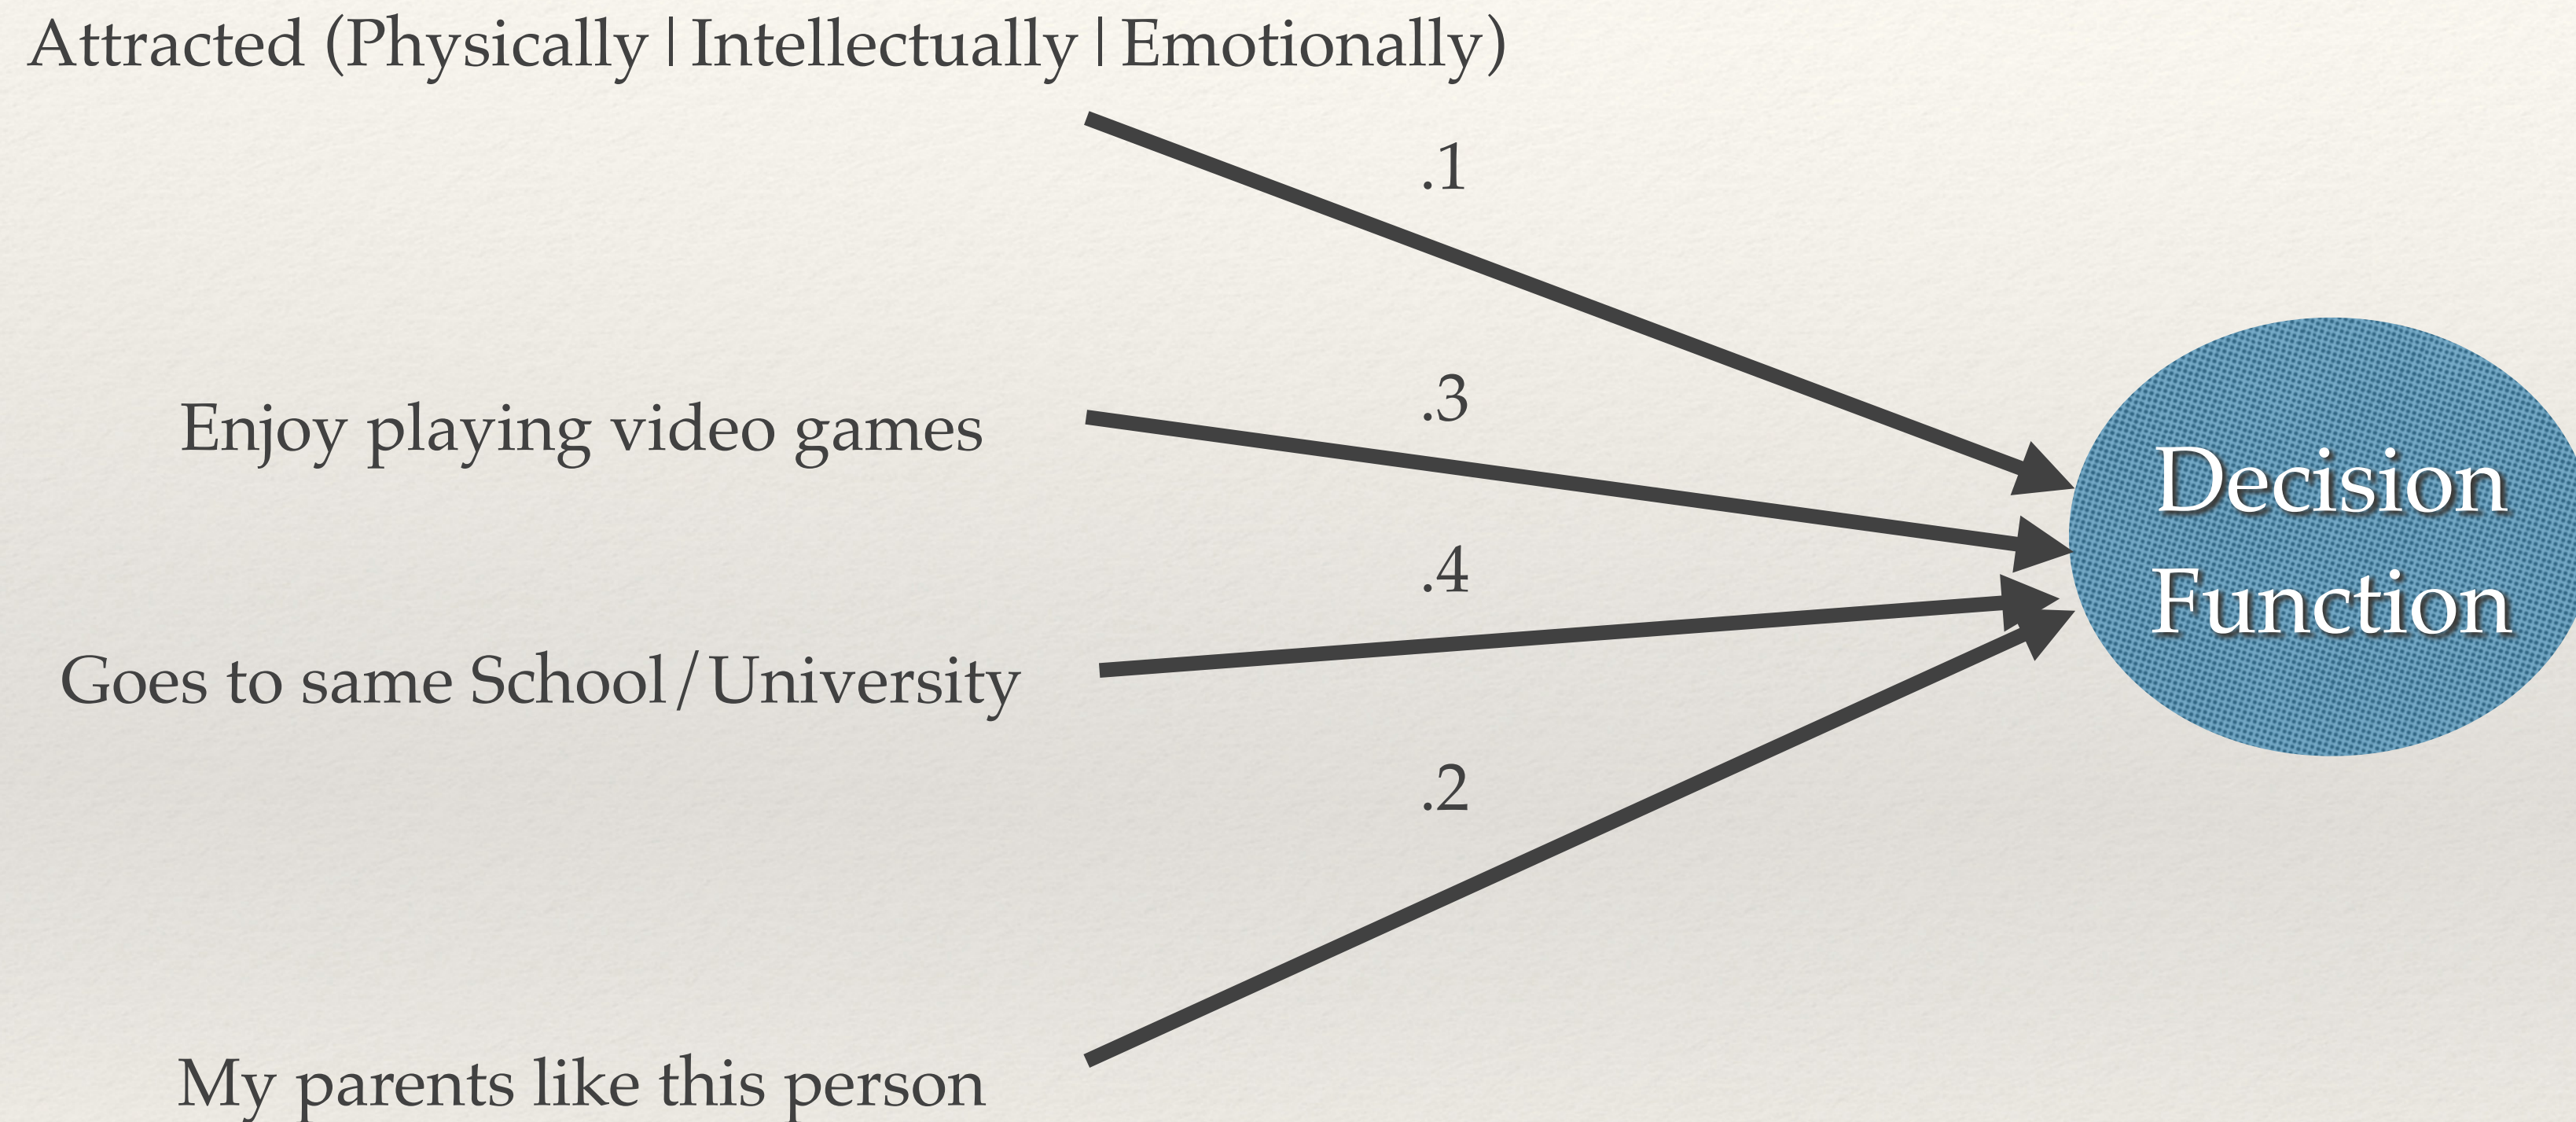 Attracted (Physically|Intellectually|Emotionally)
.1
Enjoy playing video games
.3
.4
Goes to same School/University
.2
My parents like this person
Decision
Function